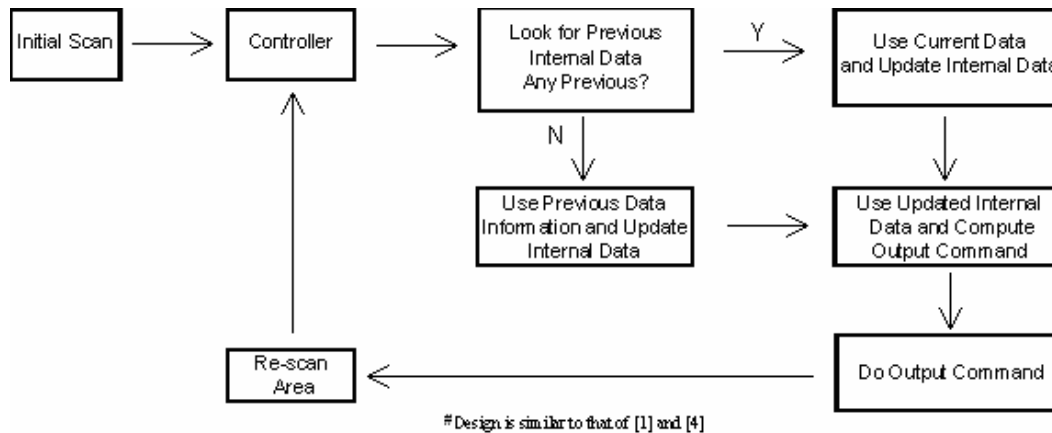 Initial Scan
Controller
Look for Previous
Internal Data
Any Previous?
Y
Use Current Data
and Update Internal Data
N
Use Previous Data
Information and Update
Internal Data
Use Updated Internal
Data and Compute
Output Command
Re-scan
Area
Do Output Command
# Design is similar to that of [1] and [4]